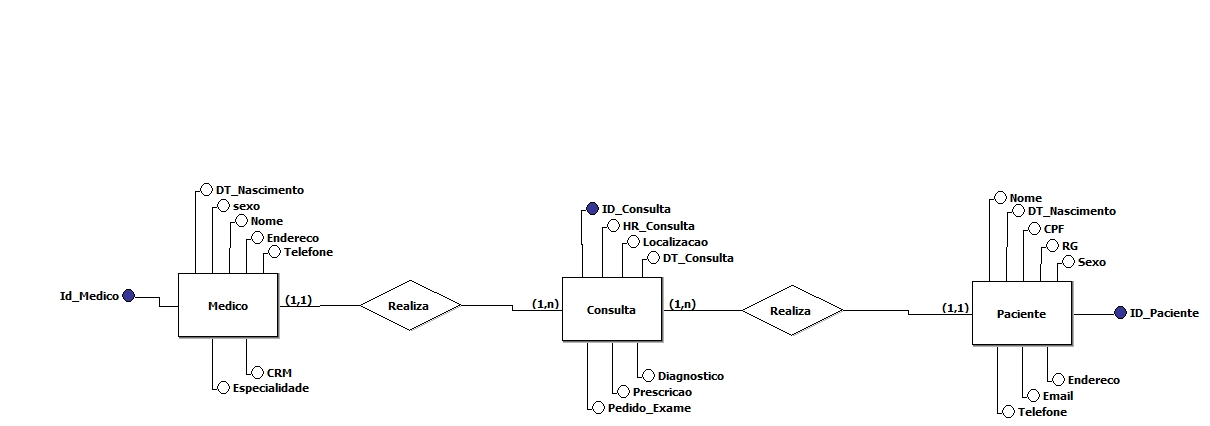 DT_Nascimento
sexo
Nome
Endereco
Telefone
Id_Medico
Medico
(1,1)
CRM
Especialidade
Realiza
(1,n)
ID_Consulta
HR_Consulta
Localizacao
DT_Consulta
Consulta
(1,n)
Diagnostico
Prescricao
Pedido_Exame
Realiza
(1,1)
Nome
DT_Nascimento
CPF
RG
Sexo
Paciente
ID_Paciente
Endereco
Email
Telefone